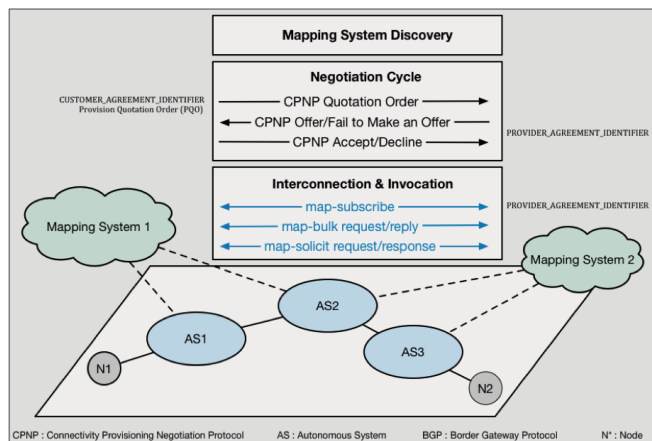 Mapping System Discovery
Negotiation Cycle
CUSTOMER_AGREEMENT_IDENTIFIER
Provision Quotation Order (PQO)
CPNP Quotation Order
CPNP Offer/Fail to Make an Offer
CPNP Accept/Decline
PROVIDER_AGREEMENT_IDENTIFIER
Interconnection & Invocation
map-subscribe
PROVIDER_AGREEMENT_IDENTIFIER
map-bulk request/reply
map-solicit request/response
Mapping System 1
Mapping System 2
AS2
AS1
AS3
N1
N2
CPNP : Connectivity Provisioning Negotiation Protocol AS : Autonomous System BGP : Border Gateway Protocol N* : Node